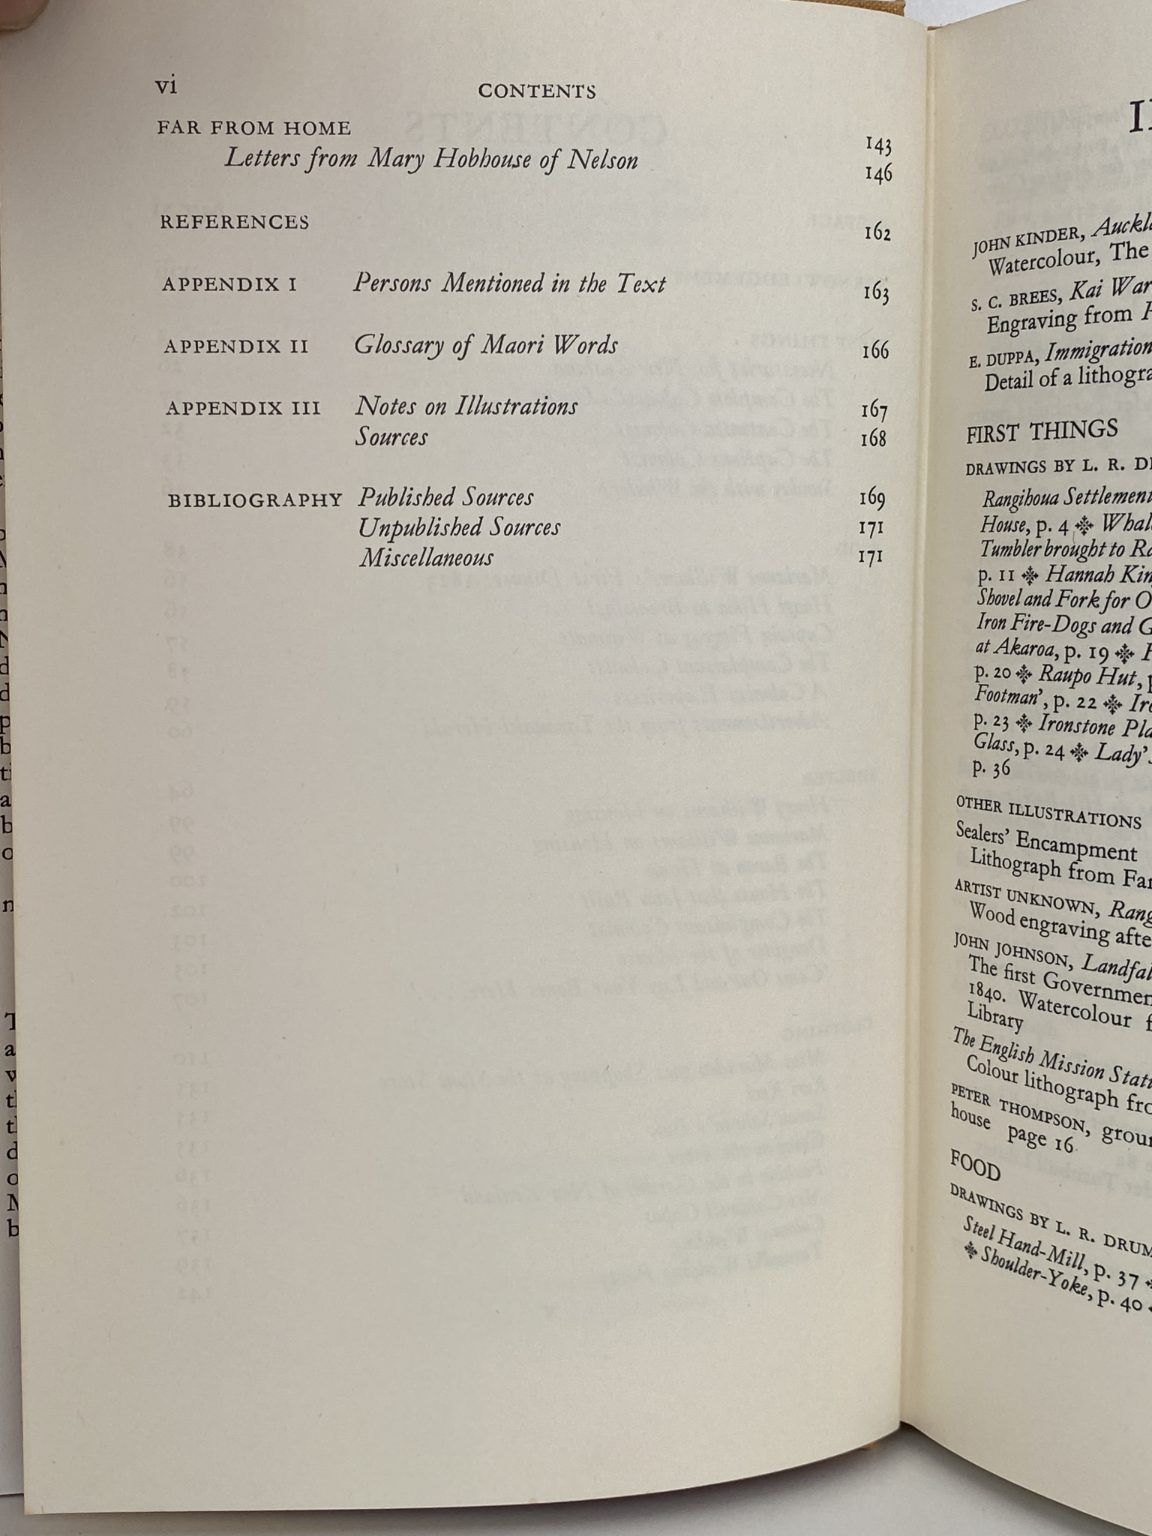 vi CONTENTS
FAR FROM HOME 143
Letters from Mary Hobhouse of Nelson 146
REFERENCES 162
APPENDIX I Persons Mentioned in the Text 163
APPENDIX II Glossary of Maori Words 166
APPENDIX III Notes on Illustrations 167
Sources 168
BIBLIOGRAPHY Published Sources 169
Unpublished Sources 171
Miscellaneous 171
JOHN KINDER,
Watercolour, The
S. C. BREES, Kai
Engraving from
E. DUPPA, Immigration
Detail of a
FIRST THINGS
DRAWINGS BY L. R.
Rangihoua Settlement
House, p. 4 ❉
Tumbler brought to
p. 11 ❉ Hannah
Shovel and Fork for
Iron Fire-Dogs and
at Akaroa, p. 19 ❉
p. 20 ❉ Raupo Hut,
Footman', p. 22 ❉
p. 23 ❉ Ironstone
Glass, p. 24 ❉ Lady's
p. 36
OTHER ILLUSTRATIONS
Sealers' Encampment
Lithograph from
ARTIST UNKNOWN,
Wood engraving
JOHN JOHNSON,
The first
1840. Watercolour
Library
The English Mission
Colour lithograph
PETER THOMPSON,
house page 16
FOOD
DRAWINGS BY L. R.
Steel Hand-Mill, p. 37
❉ Shoulder-Yoke, p. 40